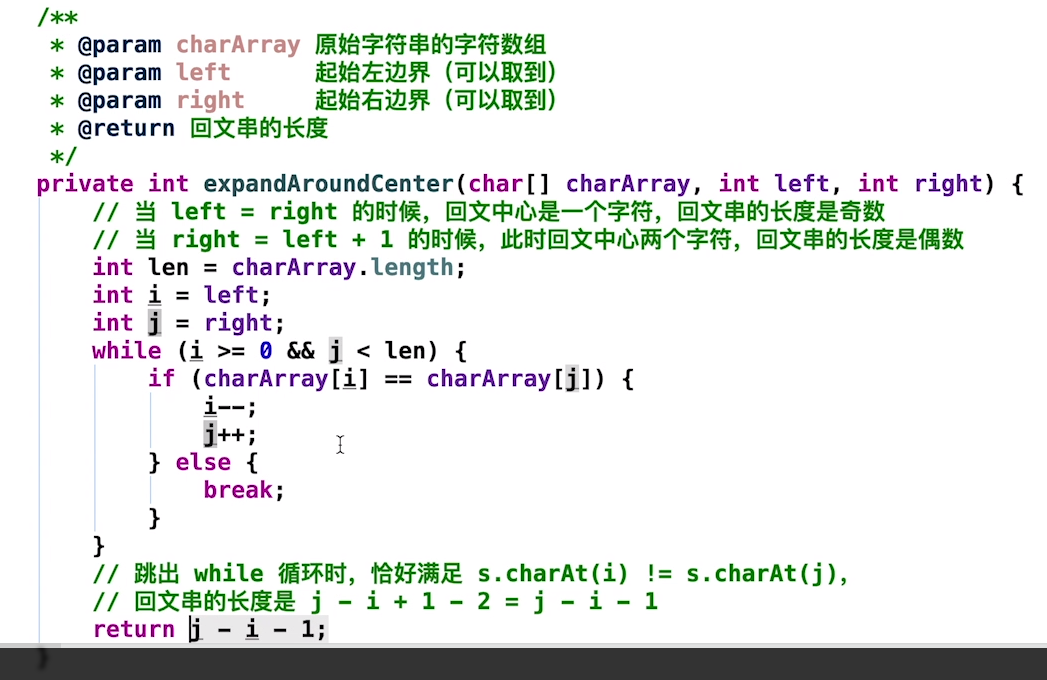 /**
 * @param charArray 原始字符串的字符数组
 * @param left      起始左边界（可以取到）
 * @param right     起始右边界（可以取到）
 * @return 回文串的长度
 */
private int expandAroundCenter(char[] charArray, int left, int right) {
    // 当 left = right 的时候，回文中心是一个字符，回文串的长度是奇数
    // 当 right = left + 1 的时候，此时回文中心两个字符，回文串的长度是偶数
    int len = charArray.length;
    int i = left;
    int j = right;
    while (i >= 0 && j < len) {
        if (charArray[i] == charArray[j]) {
            i--;
            j++;
        } else {
            break;
        }
    }
    // 跳出 while 循环时，恰好满足 s.charAt(i) != s.charAt(j)，
    // 回文串的长度是 j - i + 1 - 2 = j - i - 1
    return j - i - 1;
}